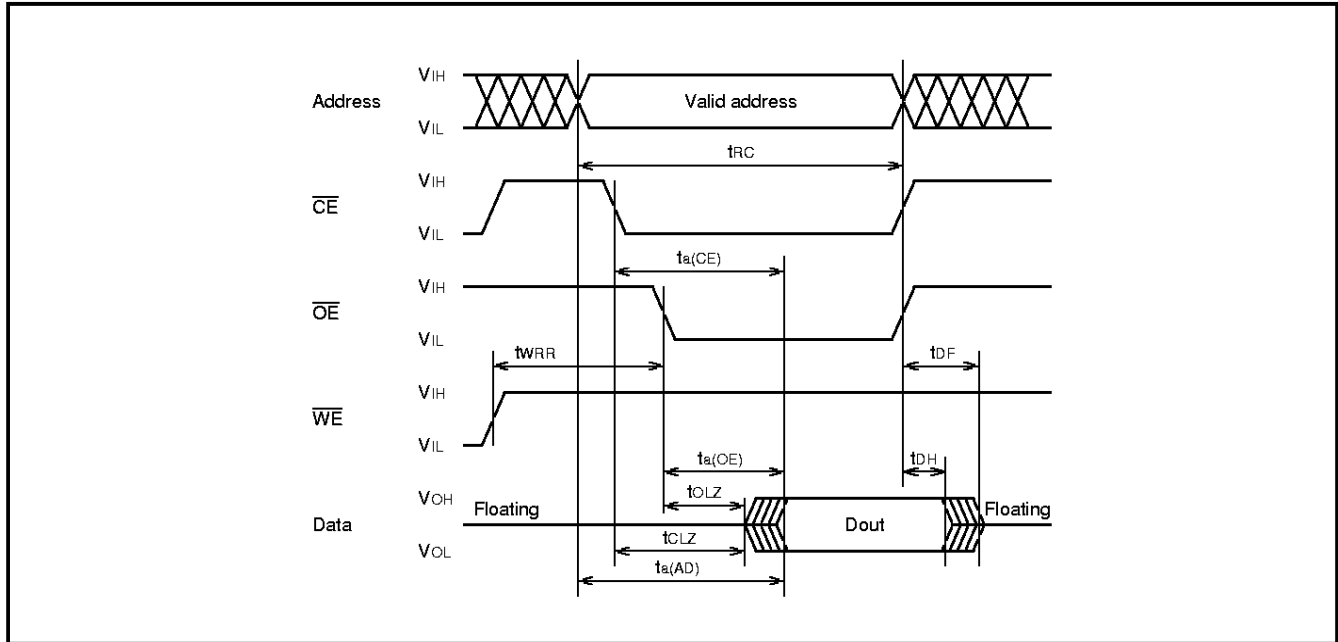 VIH
Address
Valid address
VIL
tRC
VIH
CE
VIL
ta(CE)
VIH
OE
VIL
tWRR
tDF
VIH
WE
VIL
ta(OE)
tDH
tOLZ
VOH
Floating
Data
Dout
Floating
tCLZ
VOL
ta(AD)